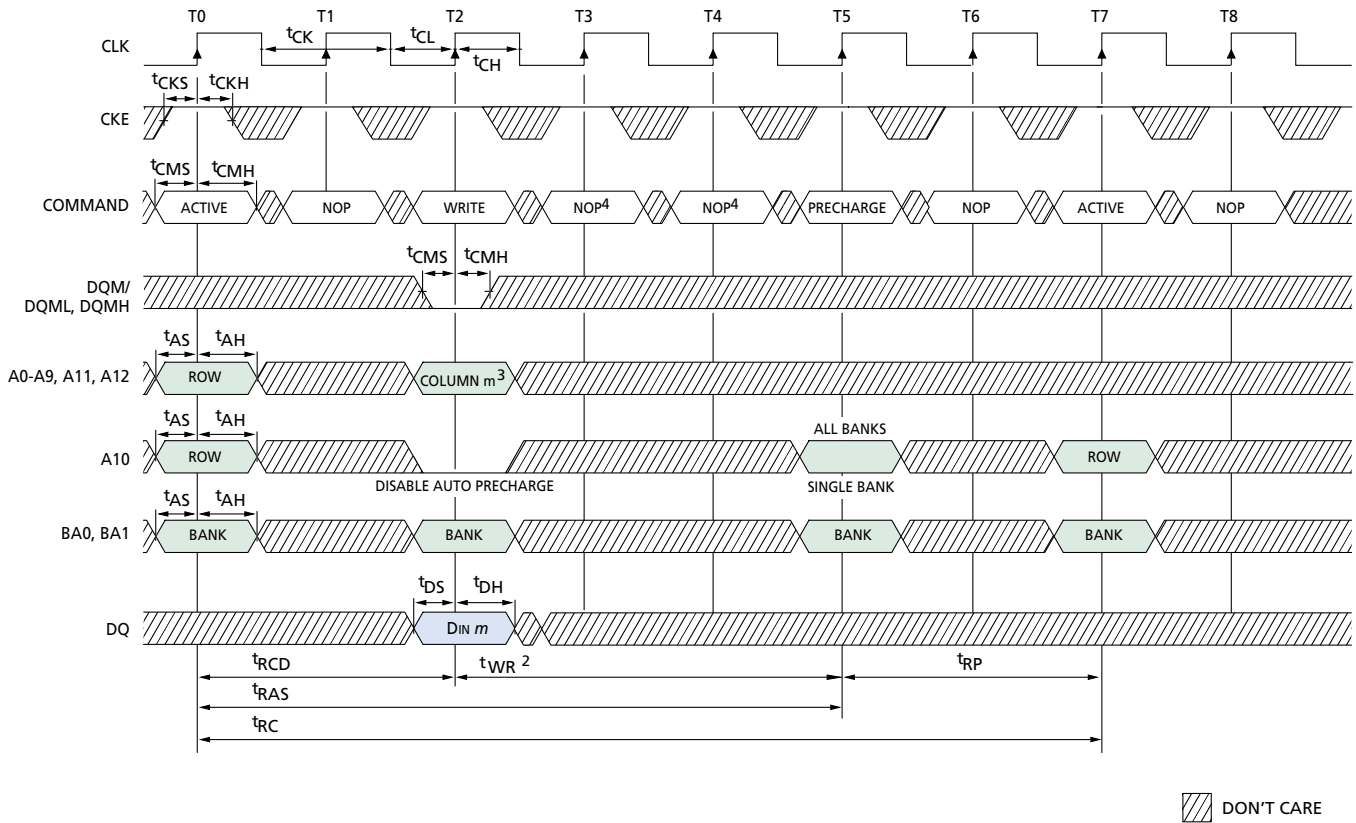 T0 T1 T2 T3 T4 T5 T6 T7 T8
CLK
tCK tCL
tCH
tCKS tCKH
CKE
tCMS tCMH
COMMAND ACTIVE NOP WRITE NOP4 NOP4 PRECHARGE NOP ACTIVE NOP
tCMS tCMH
DQM/
DQML, DQMH
tAS tAH
A0-A9, A11, A12 ROW COLUMN m3
tAS tAH
ALL BANKS
A10 ROW ROW
DISABLE AUTO PRECHARGE SINGLE BANK
tAS tAH
BA0, BA1 BANK BANK BANK BANK
tDS tDH
DQ DIN m
tRCD tWR 2 tRP
tRAS
tRC
DON'T CARE